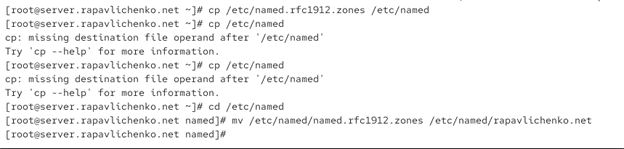 [root@server.rapavlichenko.net ~]# cp /etc/named.rfc1912.zones /etc/named
[root@server.rapavlichenko.net ~]# cp /etc/named
cp: missing destination file operand after '/etc/named'
Try 'cp --help' for more information.
[root@server.rapavlichenko.net ~]# cp /etc/named
cp: missing destination file operand after '/etc/named'
Try 'cp --help' for more information.
[root@server.rapavlichenko.net ~]# cd /etc/named
[root@server.rapavlichenko.net named]# mv /etc/named/named.rfc1912.zones /etc/named/rapavlichenko.net
[root@server.rapavlichenko.net named]#